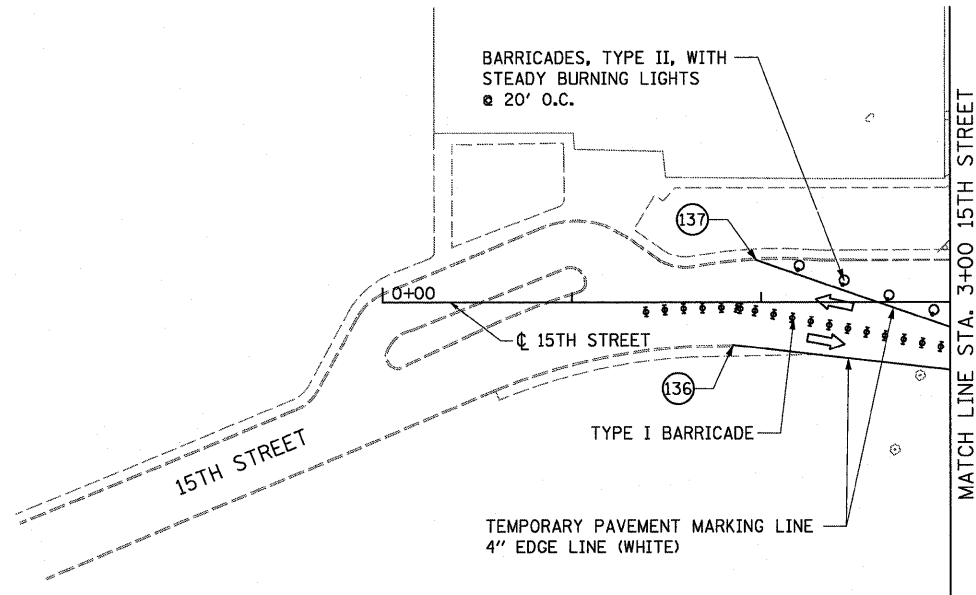 BARRICADES, TYPE II, WITH
STEADY BURNING LIGHTS
@ 20' O.C.
137
0+00
℄ 15TH STREET
136
TYPE I BARRICADE
15TH STREET
TEMPORARY PAVEMENT MARKING LINE
4" EDGE LINE (WHITE)
MATCH LINE STA. 3+00 15TH STREET